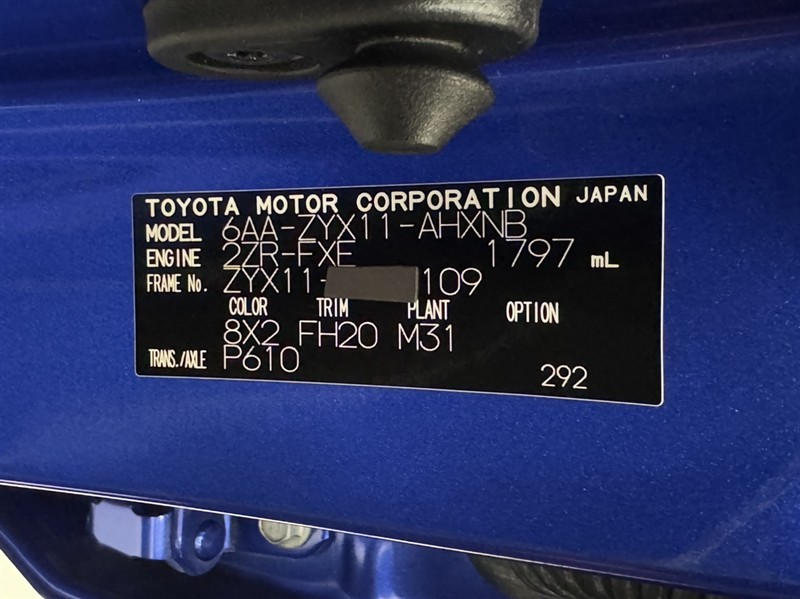 TOYOTA MOTOR CORPORATION JAPAN
MODEL 6AA-ZYX11-AHXNB
ENGINE 2ZR-FXE 1797 mL
FRAME No. ZYX11- 109
COLOR TRIM PLANT OPTION
8X2 FH20 M31
TRANS./AXLE P610
292